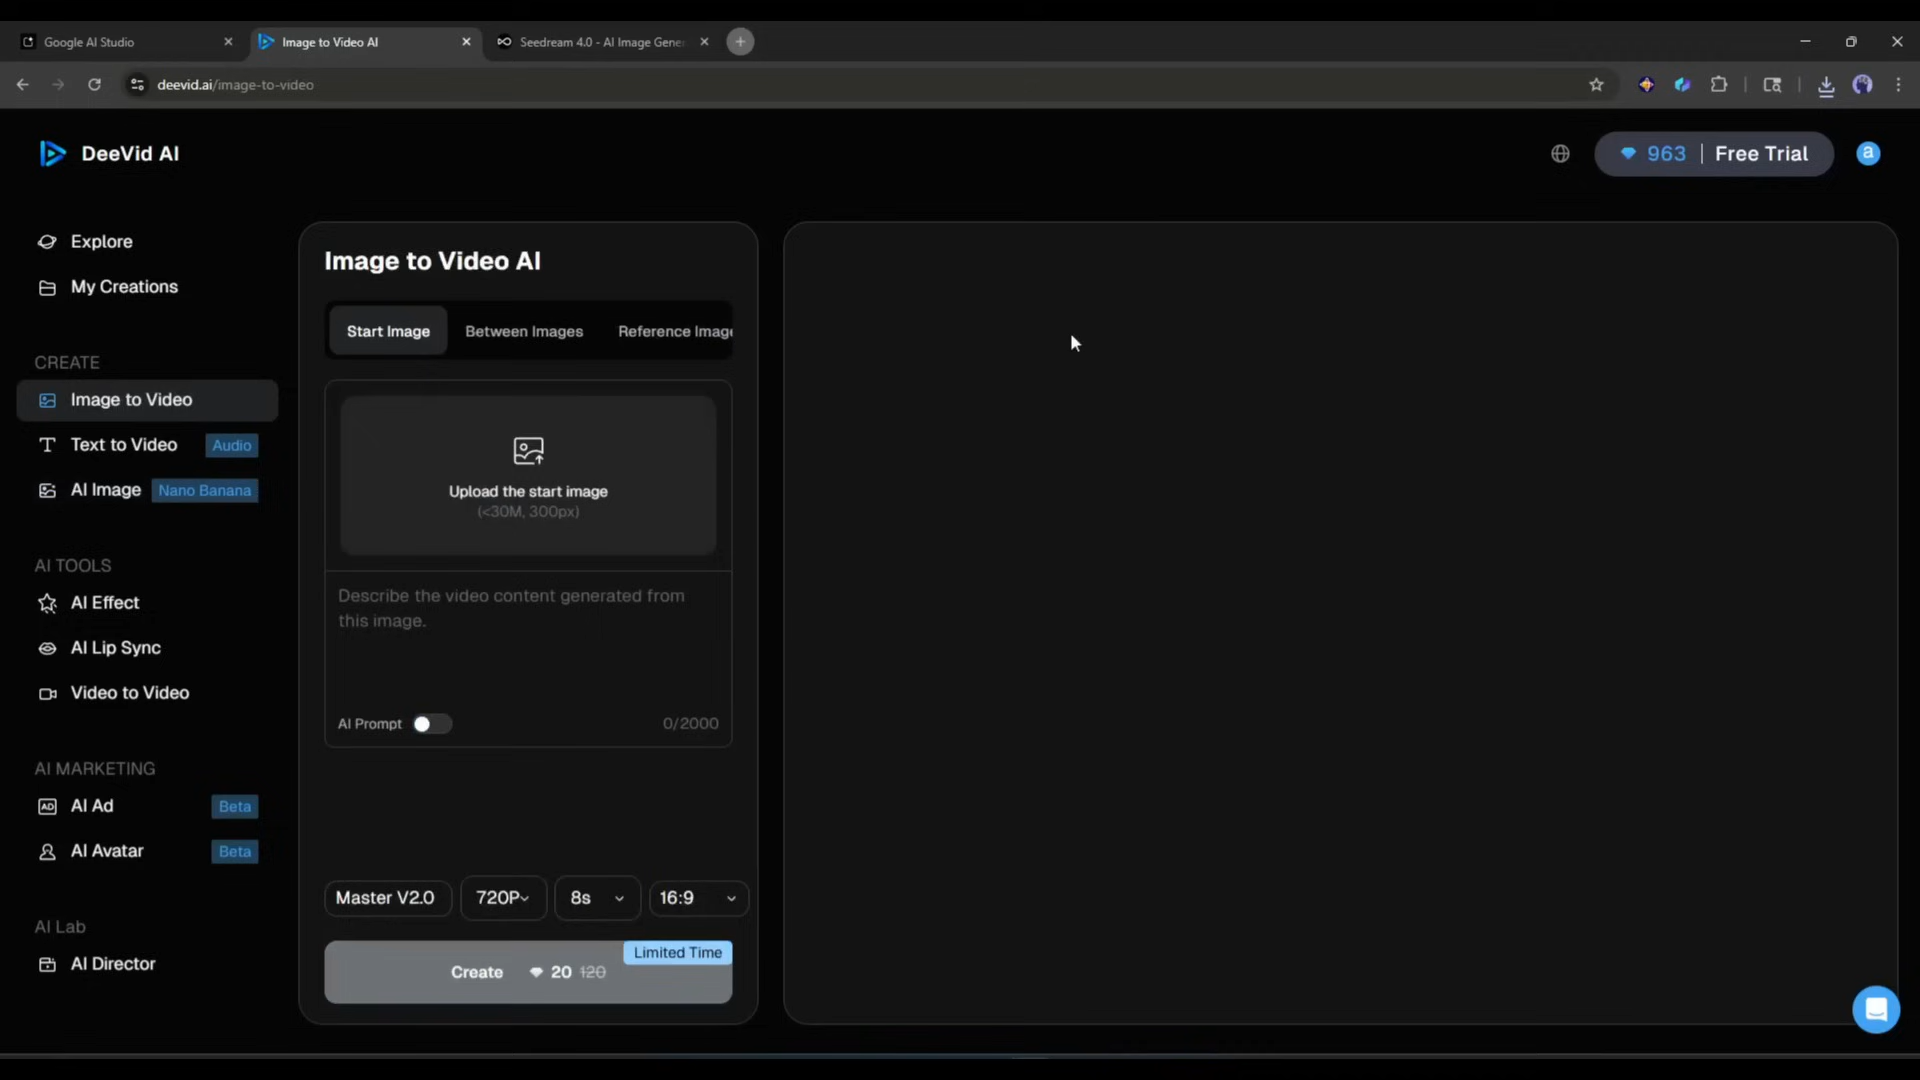 Google AI Studio
Image to Video AI
Seedream 4.0 - AI Image Gener
deevid.ai/image-to-video
DeeVid AI
963
Free Trial
a
Explore
My Creations
CREATE
Image to Video
Text to Video
Audio
AI Image
Nano Banana
AI TOOLS
AI Effect
AI Lip Sync
Video to Video
AI MARKETING
AD
AI Ad
Beta
AI Avatar
Beta
AI Lab
AI Director
Image to Video AI
Start Image
Between Images
Reference Image
Upload the start image
(<30M, 300px)
Describe the video content generated from
this image.
AI Prompt
0/2000
Master V2.0
720P
8s
16:9
Limited Time
Create
20 120